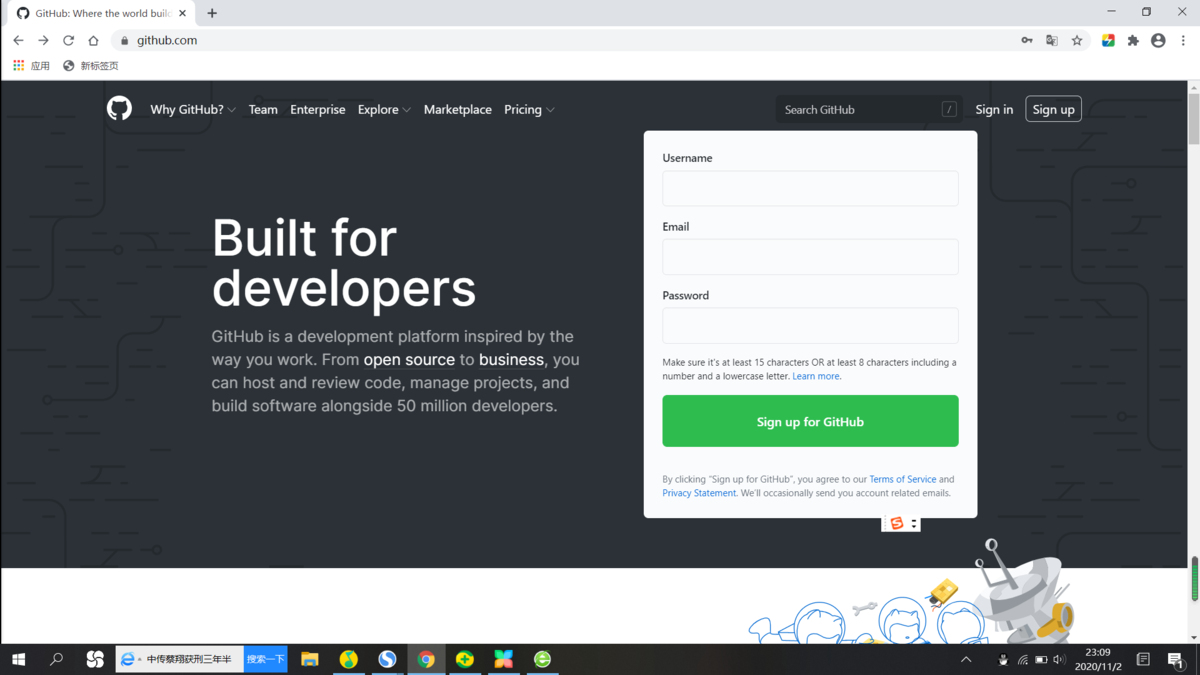 GitHub: Where the world buil
github.com
应用
新标签页
Why GitHub?
Team
Enterprise
Explore
Marketplace
Pricing
Search GitHub
/
Sign in
Sign up
Built for
developers
GitHub is a development platform inspired by the
way you work. From open source to business, you
can host and review code, manage projects, and
build software alongside 50 million developers.
Username
Email
Password
Make sure it's at least 15 characters OR at least 8 characters including a
number and a lowercase letter. Learn more.
Sign up for GitHub
By clicking “Sign up for GitHub”, you agree to our Terms of Service and
Privacy Statement. We’ll occasionally send you account related emails.
中传蔡翔获刑三年半
搜索一下
23:09
2020/11/2
1